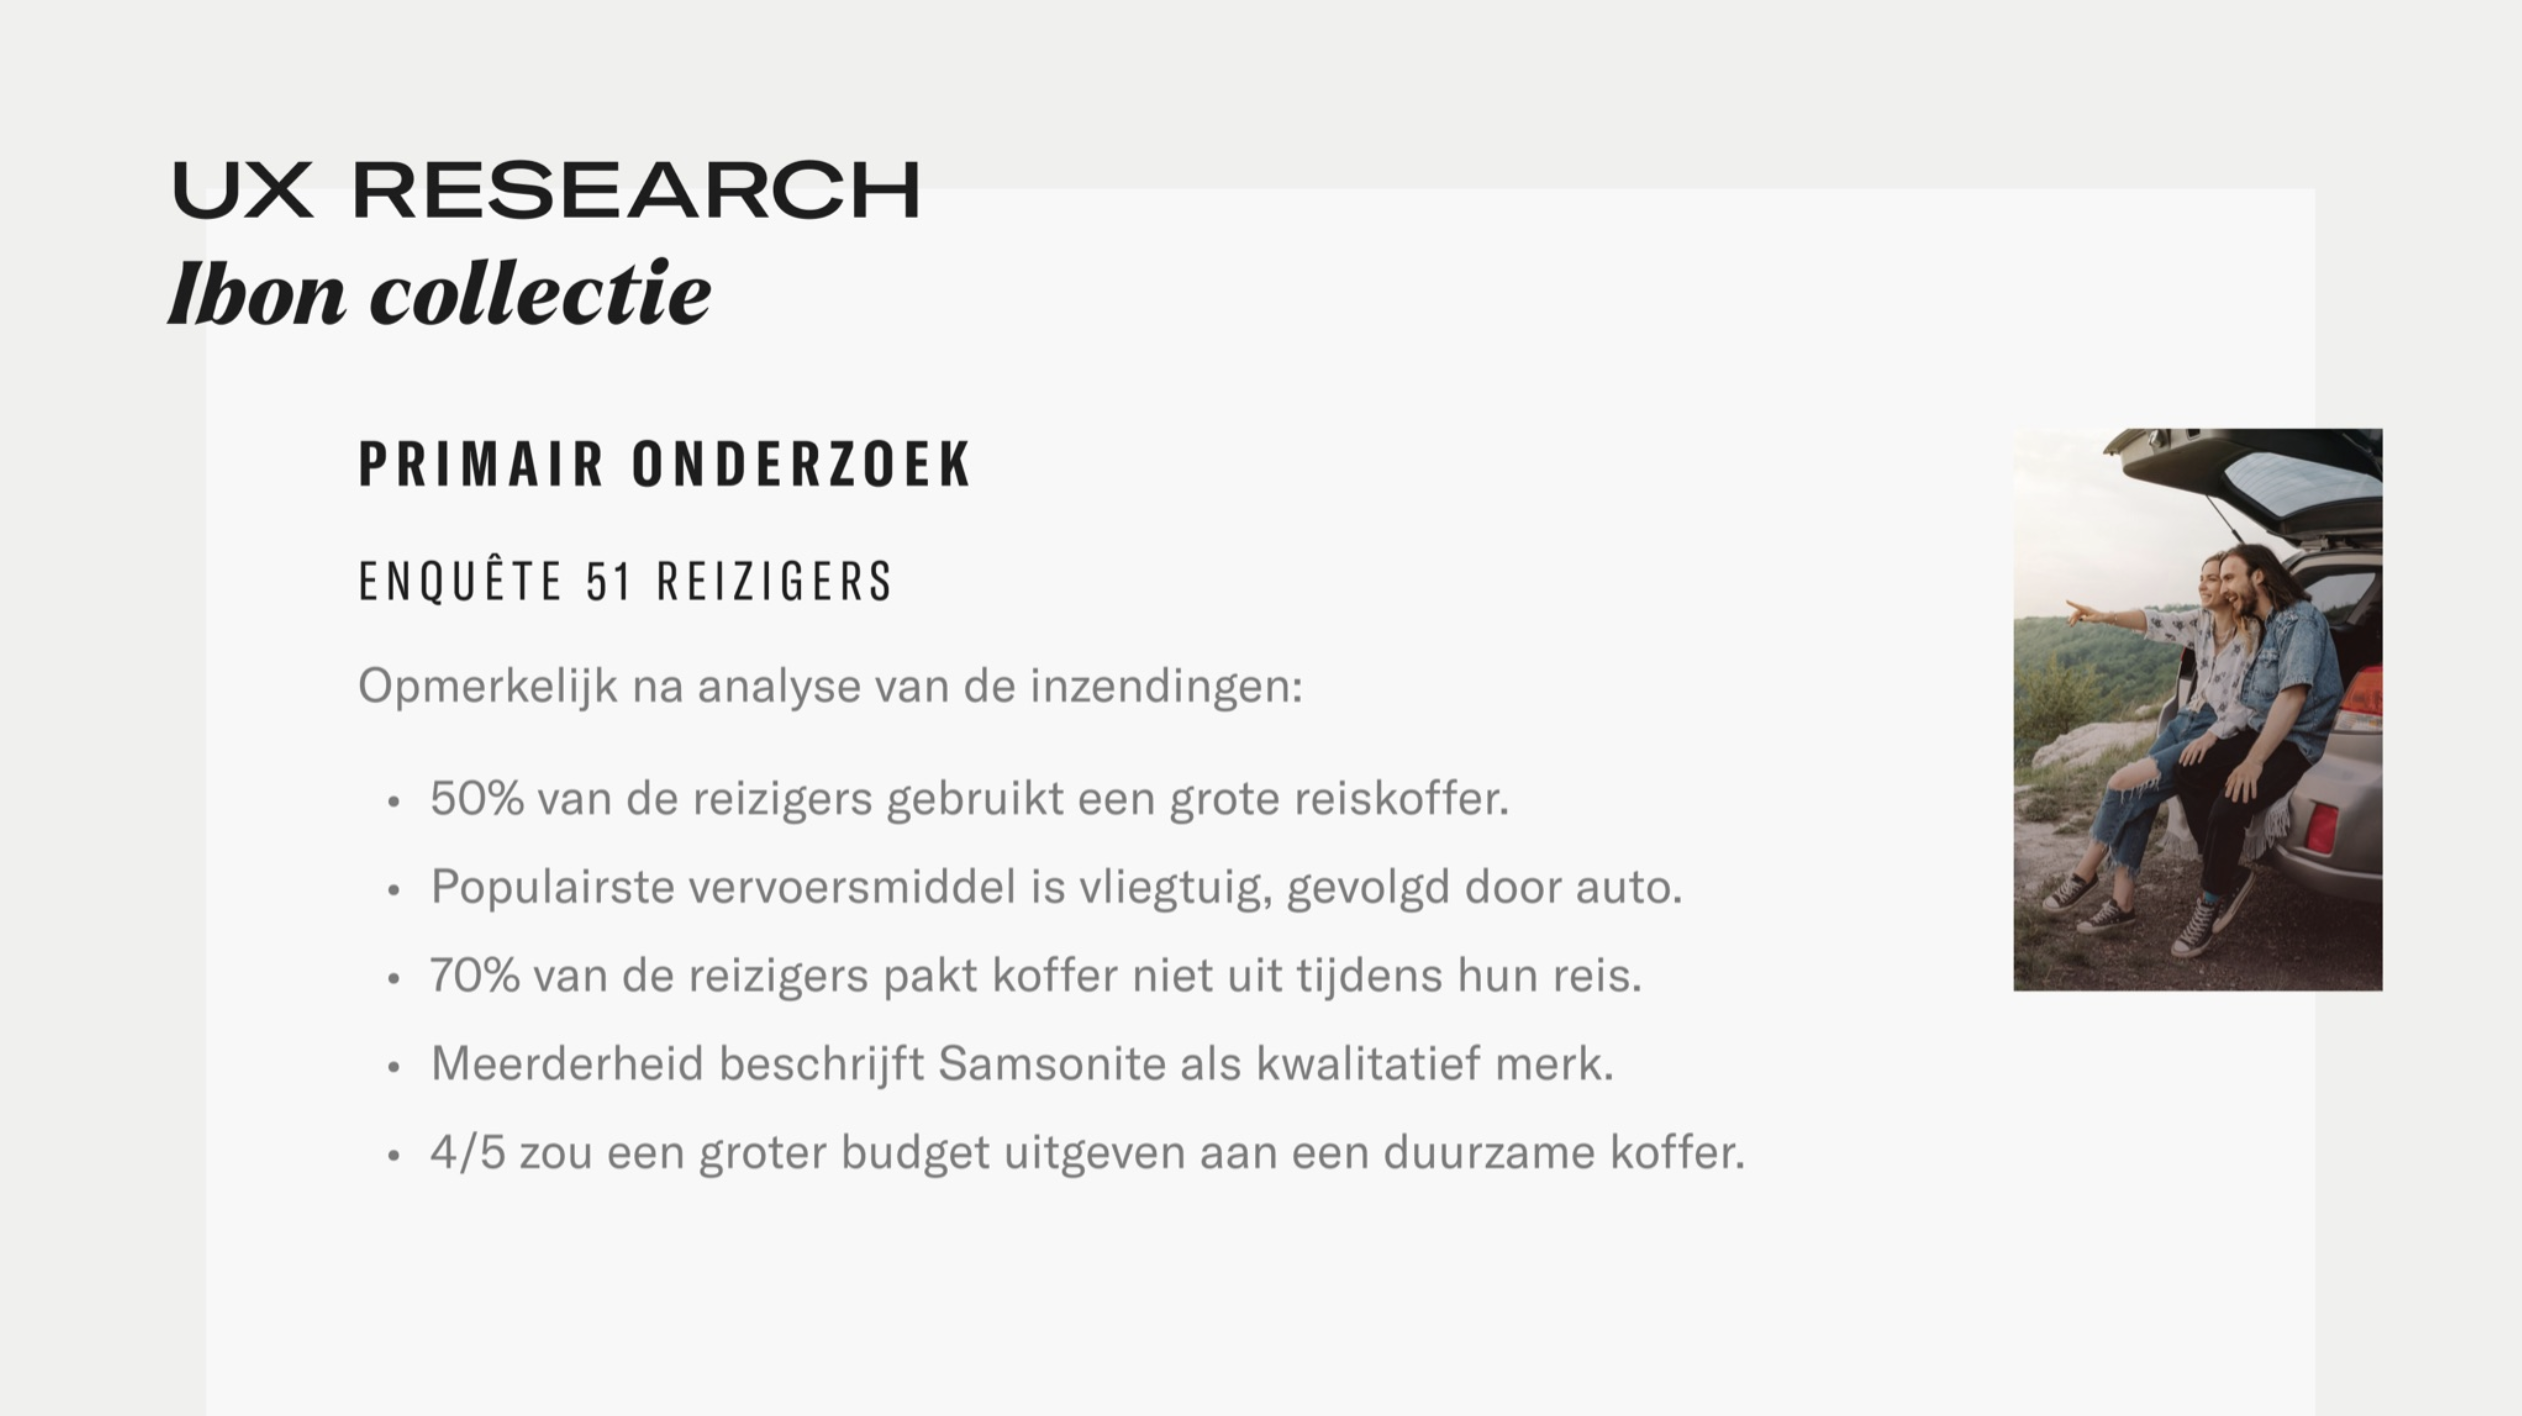 UX RESEARCH
Ibon collectie
PRIMAIR ONDERZOEK
ENQUÊTE 51 REIZIGERS
Opmerkelijk na analyse van de inzendingen:
• 50% van de reizigers gebruikt een grote reiskoffer.
• Populairste vervoersmiddel is vliegtuig, gevolgd door auto.
• 70% van de reizigers pakt koffer niet uit tijdens hun reis.
• Meerderheid beschrijft Samsonite als kwalitatief merk.
• 4/5 zou een groter budget uitgeven aan een duurzame koffer.